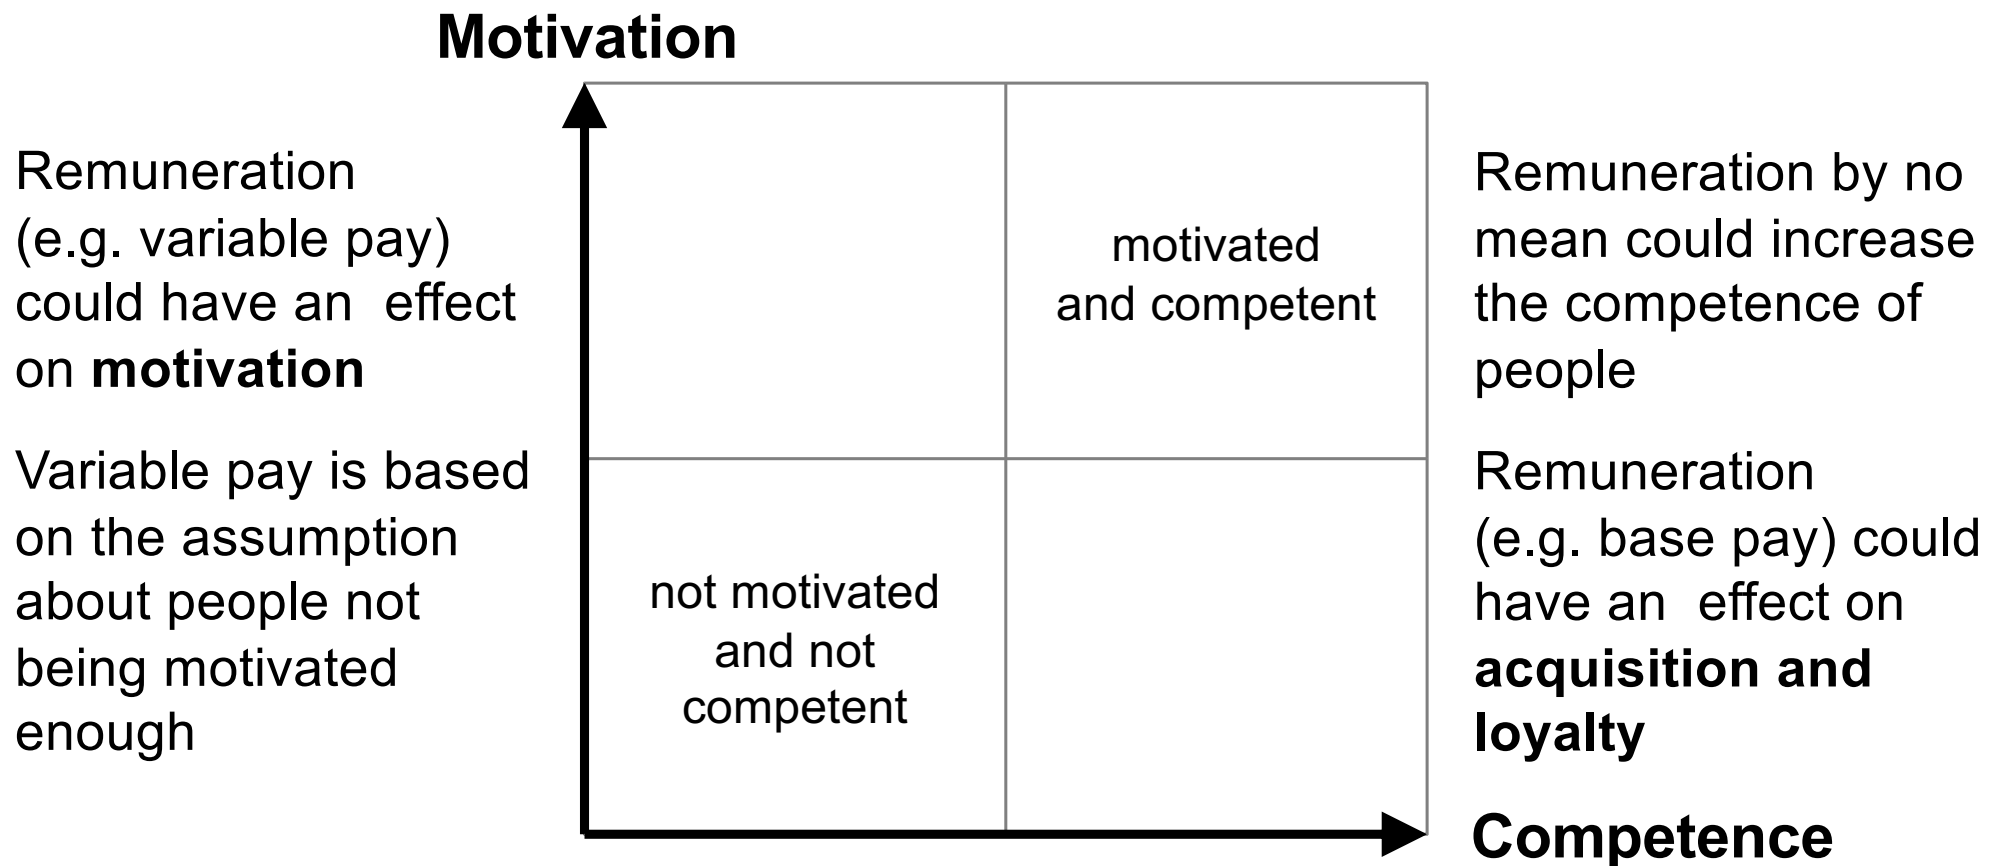 Motivation
Remuneration
(e.g. variable pay)
could have an  effect
on motivation
Variable pay is based
on the assumption
about people not
being motivated
enough
motivated
and competent
not motivated
and not
competent
Remuneration by no
mean could increase
the competence of
people
Remuneration
(e.g. base pay) could
have an  effect on
acquisition and
loyalty
Competence